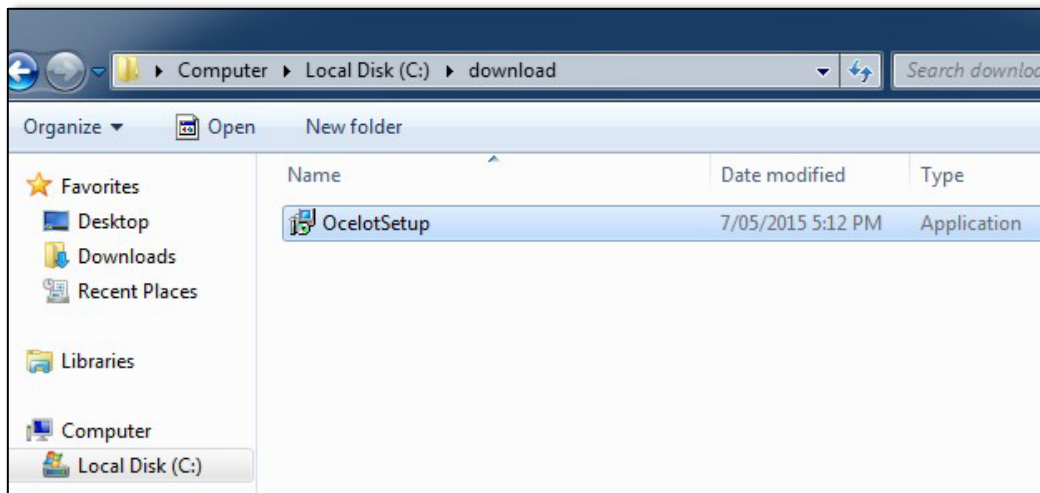 Computer Local Disk (C:) download Search downloa
Organize Open New folder
Favorites
Desktop
Downloads
Recent Places
Libraries
Computer
Local Disk (C:)
Name Date modified Type
OcelotSetup 7/05/2015 5:12 PM Application